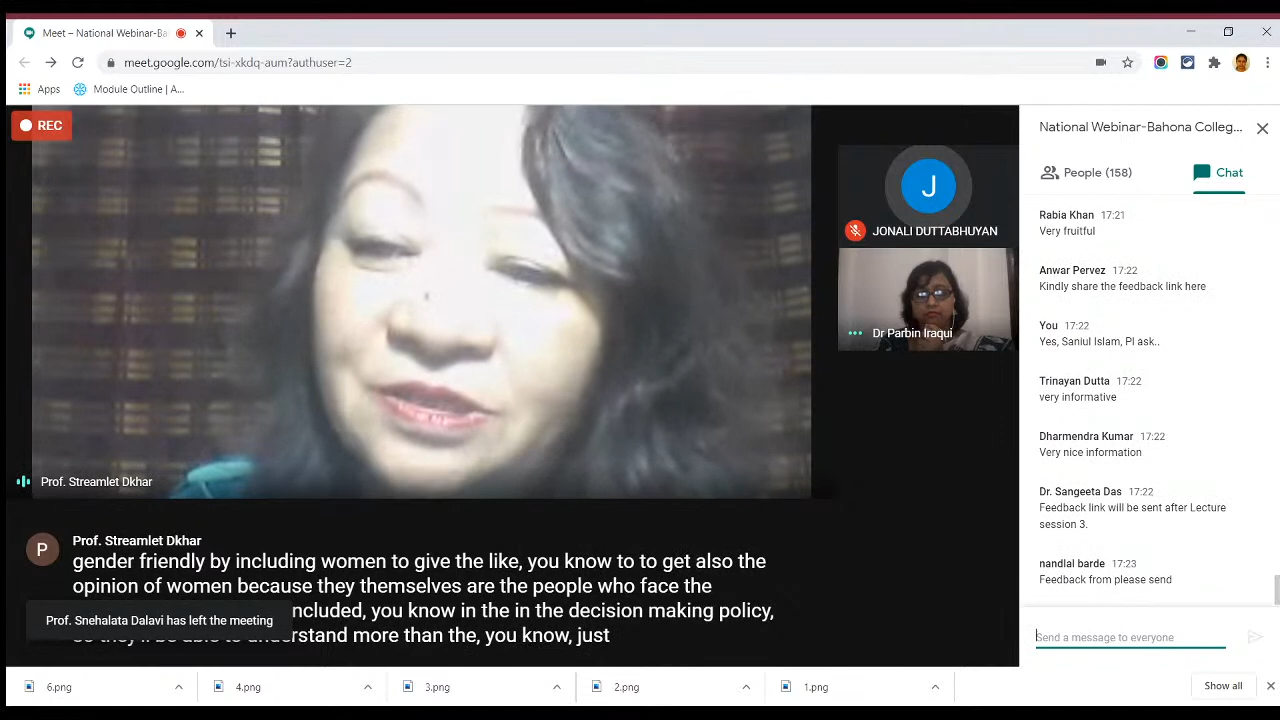 Meet – National Webinar-Ba
meet.google.com/tsi-xkdq-aum?authuser=2
Apps
Module Outline | A...
REC
Prof. Streamlet Dkhar
J
JONALI DUTTABHUYAN
Dr Parbin Iraqui
P
Prof. Streamlet Dkhar
gender friendly by including women to give the like, you know to to get also the
opinion of women because they themselves are the people who face the
included, you know in the in the decision making policy,
understand more than the, you know, just
Prof. Snehalata Dalavi has left the meeting
National Webinar-Bahona Colleg...
People (158)
Chat
Rabia Khan 17:21
Very fruitful
Anwar Pervez 17:22
Kindly share the feedback link here
You 17:22
Yes, Saniul Islam, Pl ask..
Trinayan Dutta 17:22
very informative
Dharmendra Kumar 17:22
Very nice information
Dr. Sangeeta Das 17:22
Feedback link will be sent after Lecture
session 3.
nandlal barde 17:23
Feedback from please send
Send a message to everyone
6.png
4.png
3.png
2.png
1.png
Show all